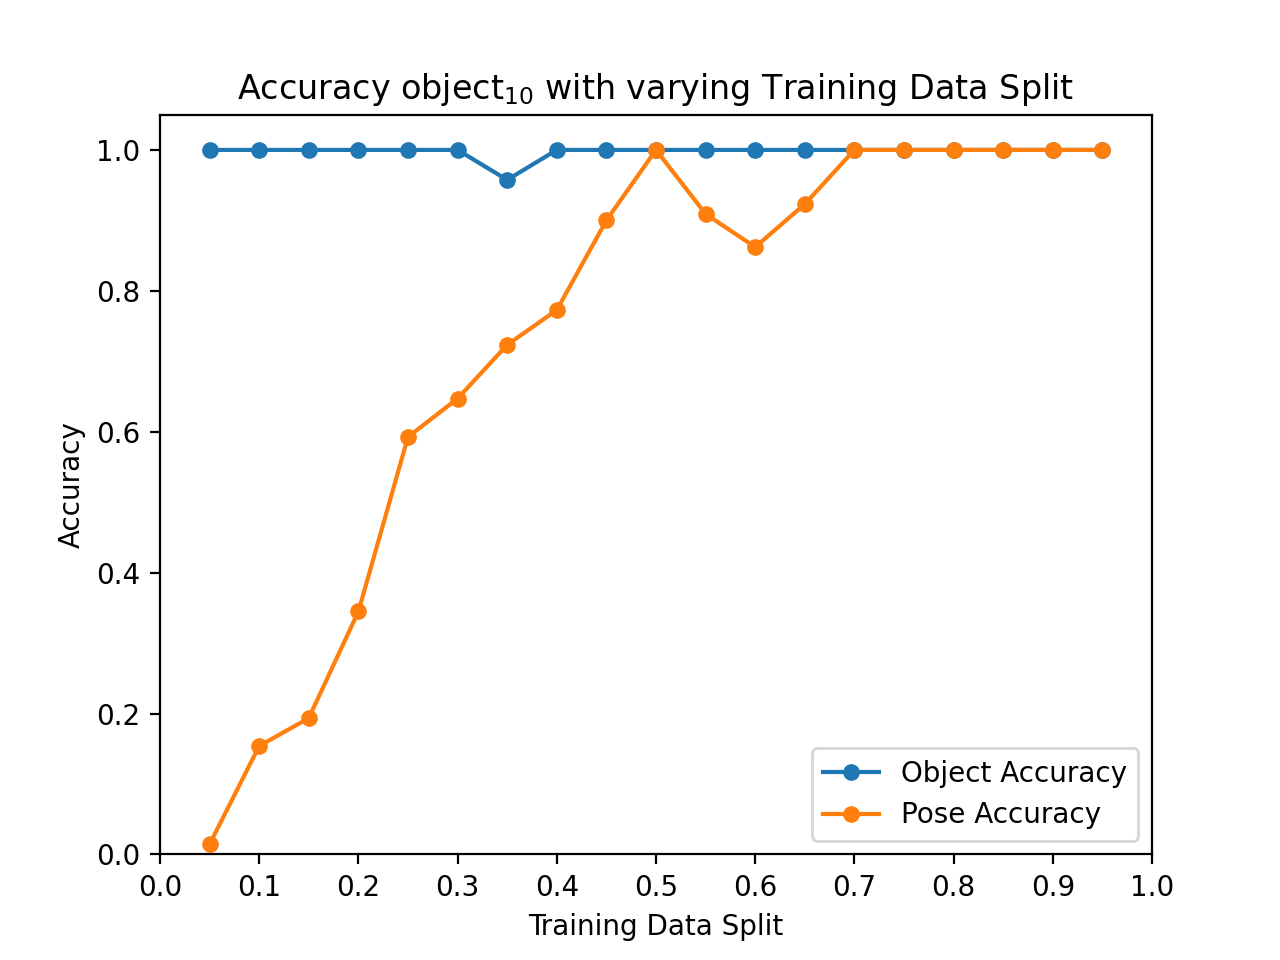 Accuracy object₁₀ with varying Training Data Split
1.0
0.8
0.6
0.4
0.2
0.0
Accuracy
Object Accuracy
Pose Accuracy
0.0 0.1 0.2 0.3 0.4 0.5 0.6 0.7 0.8 0.9 1.0
Training Data Split